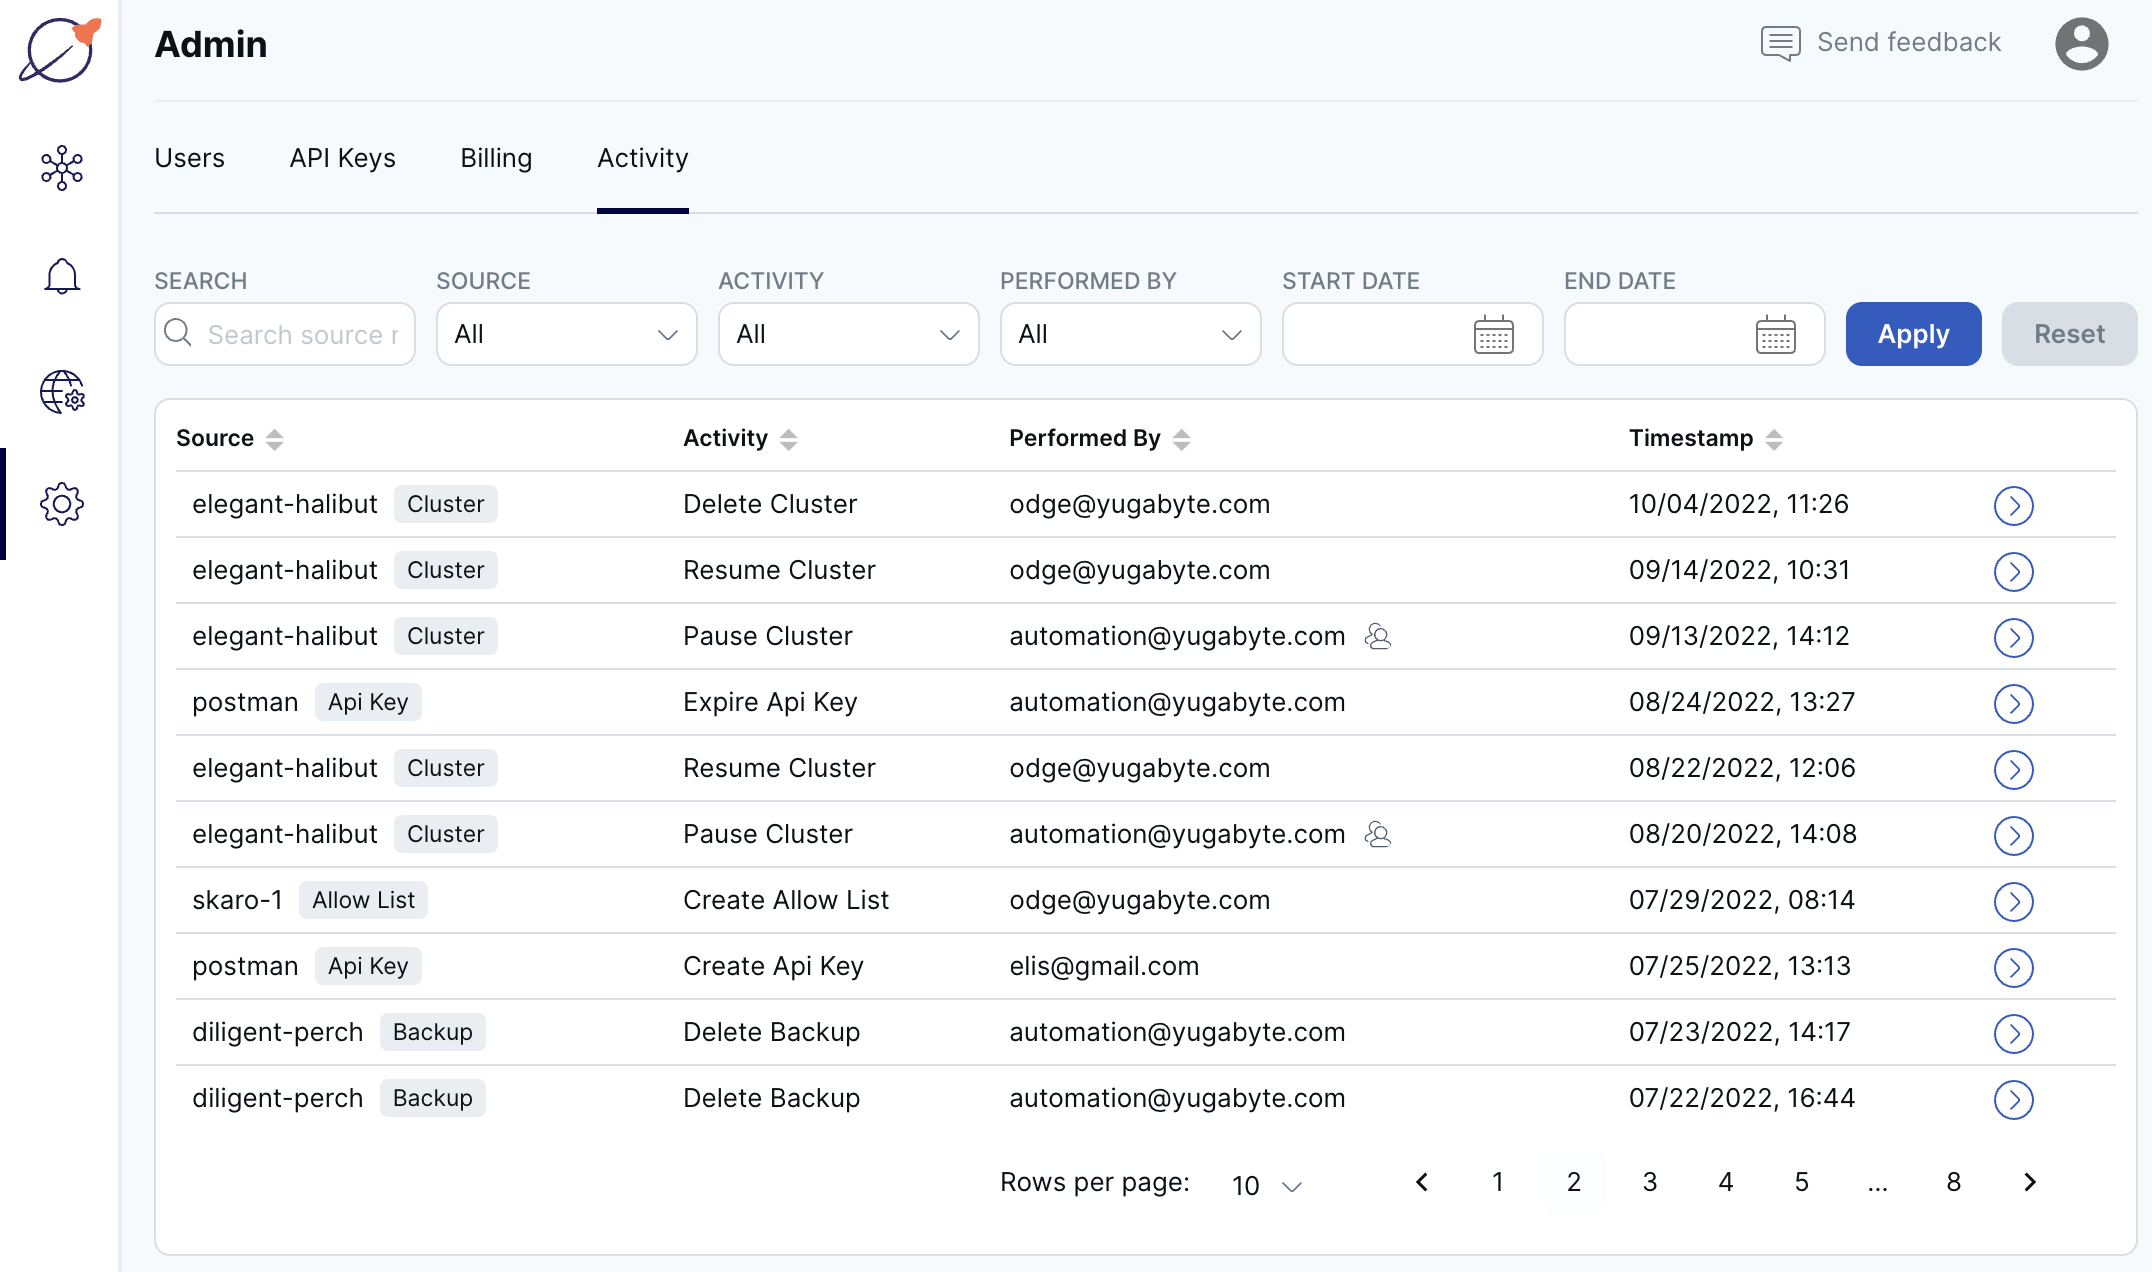 Admin
Send feedback
Users API Keys Billing Activity
SEARCH SOURCE ACTIVITY PERFORMED BY START DATE END DATE
Search source r All All All Apply Reset
Source Activity Performed By Timestamp
elegant-halibut Cluster Delete Cluster odge@yugabyte.com 10/04/2022, 11:26
elegant-halibut Cluster Resume Cluster odge@yugabyte.com 09/14/2022, 10:31
elegant-halibut Cluster Pause Cluster automation@yugabyte.com 09/13/2022, 14:12
postman Api Key Expire Api Key automation@yugabyte.com 08/24/2022, 13:27
elegant-halibut Cluster Resume Cluster odge@yugabyte.com 08/22/2022, 12:06
elegant-halibut Cluster Pause Cluster automation@yugabyte.com 08/20/2022, 14:08
skaro-1 Allow List Create Allow List odge@yugabyte.com 07/29/2022, 08:14
postman Api Key Create Api Key elis@gmail.com 07/25/2022, 13:13
diligent-perch Backup Delete Backup automation@yugabyte.com 07/23/2022, 14:17
diligent-perch Backup Delete Backup automation@yugabyte.com 07/22/2022, 16:44
Rows per page: 10 1 2 3 4 5 ... 8